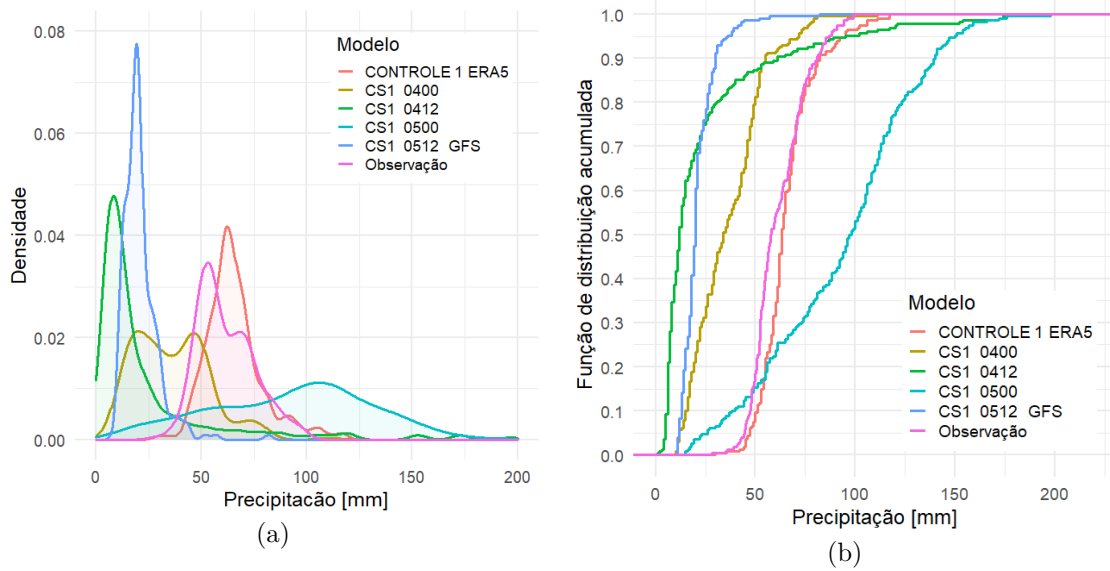 Densidade
0.08
0.06
0.04
0.02
0.00
0
50
100
150
200
Precipitacão [mm]
Modelo
CONTROLE 1 ERA5
CS1 0400
CS1 0412
CS1 0500
CS1 0512 GFS
Observação
(a)
Função de distribuição acumulada
1.0
0.9
0.8
0.7
0.6
0.5
0.4
0.3
0.2
0.1
0.0
0
50
100
150
200
Precipitação [mm]
Modelo
CONTROLE 1 ERA5
CS1 0400
CS1 0412
CS1 0500
CS1 0512 GFS
Observação
(b)